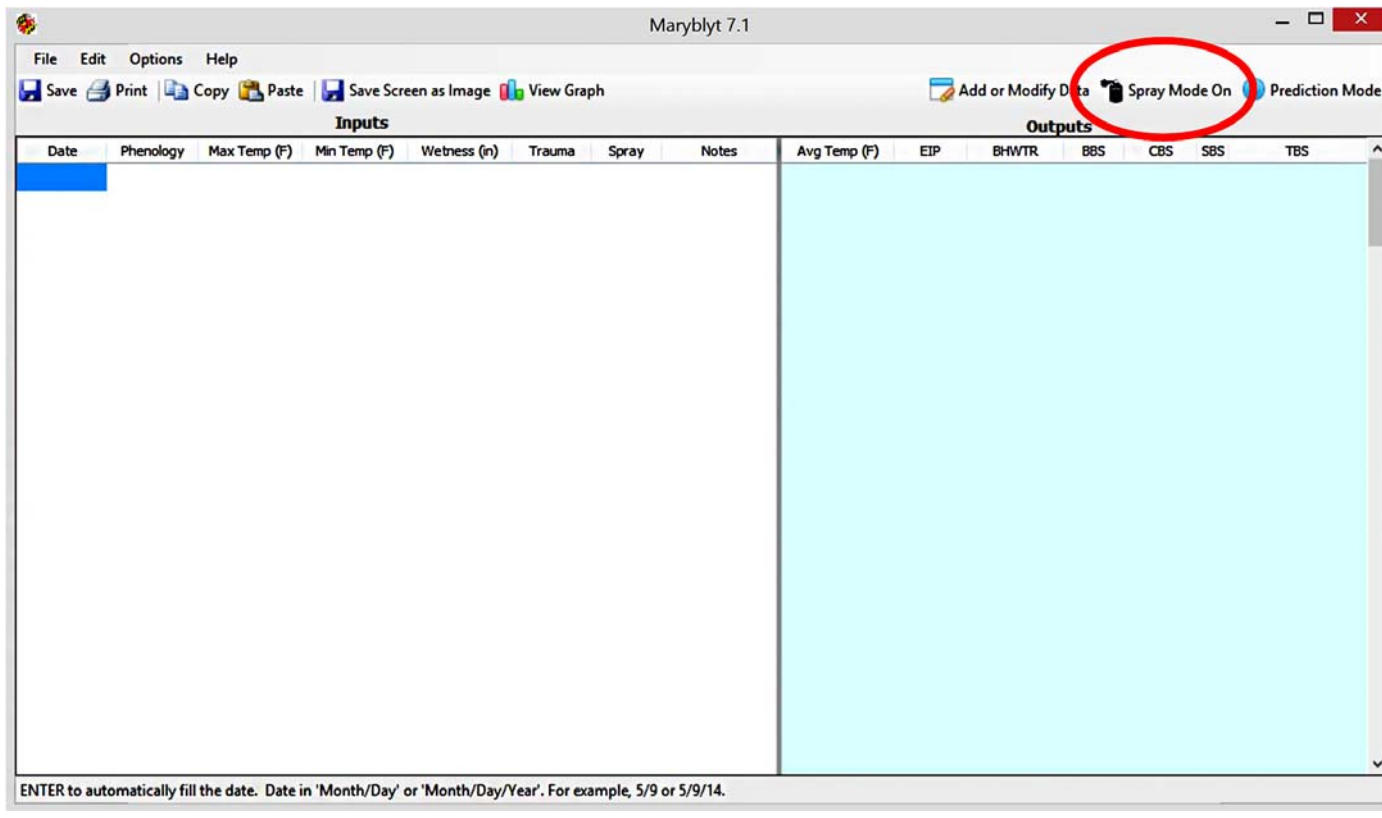 Maryblyt 7.1
File Edit Options Help
Save Print Copy Paste Save Screen as Image View Graph Add or Modify Data Spray Mode On Prediction Mode
Inputs Outputs
Date Phenology Max Temp (F) Min Temp (F) Wetness (in) Trauma Spray Notes Avg Temp (F) EIP BHWTR BBS CBS SBS TBS
ENTER to automatically fill the date. Date in 'Month/Day' or 'Month/Day/Year'. For example, 5/9 or 5/9/14.